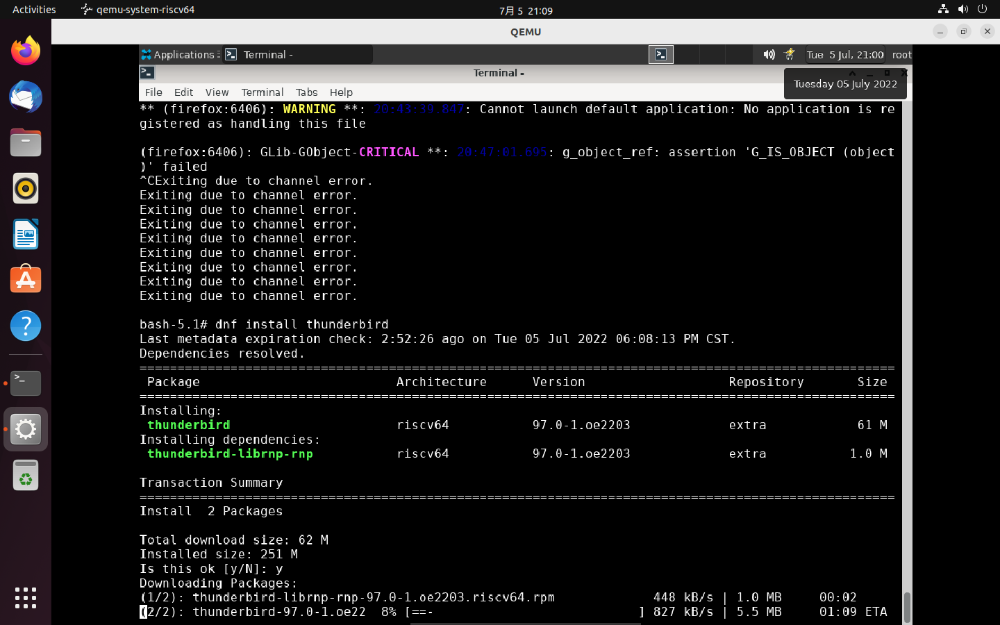 Activities qemu-system-riscv64 7月 5 21:09
QEMU
Applications Terminal - Tue 5 Jul, 21:00 root
Terminal -
Tuesday 05 July 2022
File Edit View Terminal Tabs Help
** (firefox:6406): WARNING **: 20:43:39.847: Cannot launch default application: No application is re
gistered as handling this file
(firefox:6406): GLib-GObject-CRITICAL **: 20:47:01.695: g_object_ref: assertion 'G_IS_OBJECT (object
)' failed
^CExiting due to channel error.
Exiting due to channel error.
Exiting due to channel error.
Exiting due to channel error.
Exiting due to channel error.
Exiting due to channel error.
Exiting due to channel error.
Exiting due to channel error.
Exiting due to channel error.
bash-5.1# dnf install thunderbird
Last metadata expiration check: 2:52:26 ago on Tue 05 Jul 2022 06:08:13 PM CST.
Dependencies resolved.
====================================================================================================
Package Architecture Version Repository Size
====================================================================================================
Installing:
thunderbird riscv64 97.0-1.oe2203 extra 61 M
Installing dependencies:
thunderbird-librnp-rnp riscv64 97.0-1.oe2203 extra 1.0 M
Transaction Summary
====================================================================================================
Install 2 Packages
Total download size: 62 M
Installed size: 251 M
Is this ok [y/N]: y
Downloading Packages:
(1/2): thunderbird-librnp-rnp-97.0-1.oe2203.riscv64.rpm 448 kB/s | 1.0 MB 00:02
(2/2): thunderbird-97.0-1.oe22 8% [==- ] 827 kB/s | 5.5 MB 01:09 ETA